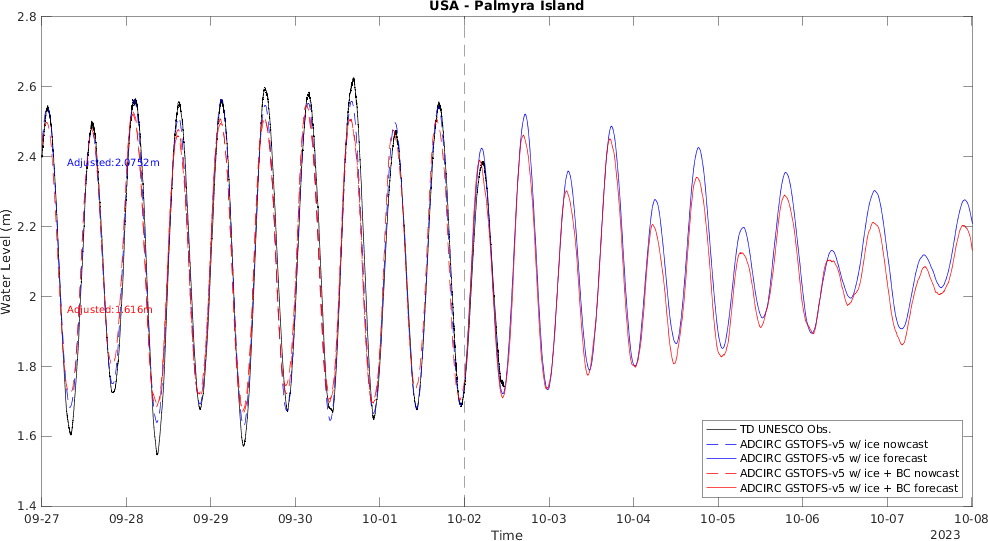 USA - Palmyra Island
2.8
2.6
2.4
2.2
2
1.8
1.6
1.4
Water Level (m)
Adjusted:2.0752m
Adjusted:1.616m
TD UNESCO Obs.
ADCIRC GSTOFS-v5 w/ ice nowcast
ADCIRC GSTOFS-v5 w/ ice forecast
ADCIRC GSTOFS-v5 w/ ice + BC nowcast
ADCIRC GSTOFS-v5 w/ ice + BC forecast
09-27 09-28 09-29 09-30 10-01 10-02 10-03 10-04 10-05 10-06 10-07 10-08
Time
2023